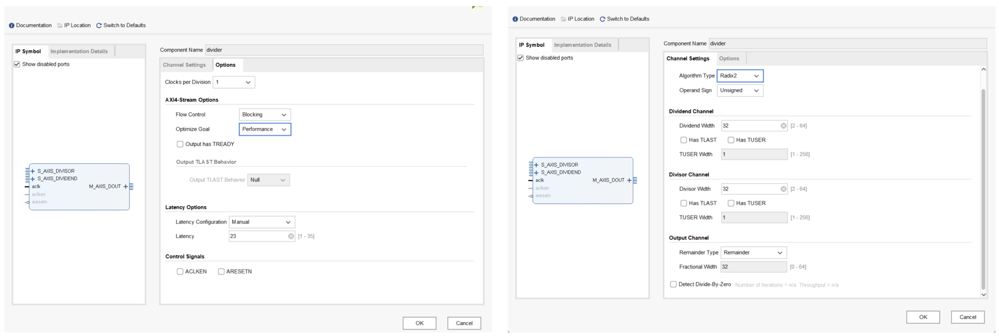 Documentation IP Location Switch to Defaults
IP Symbol Implementation Details
Show disabled ports
S_AXIS_DIVISOR
S_AXIS_DIVIDEND
aclk
M_AXIS_DOUT
aclken
aresetn
Component Name divider
Channel Settings Options
Clocks per Division 1
AXI4-Stream Options
Flow Control Blocking
Optimize Goal Performance
Output has TREADY
Output TLAST Behavior
Output TLAST Behavior Null
Latency Options
Latency Configuration Manual
Latency 23 [1 - 35]
Control Signals
ACLKEN ARESETN
OK Cancel
Documentation IP Location Switch to Defaults
IP Symbol Implementation Details
Show disabled ports
S_AXIS_DIVISOR
S_AXIS_DIVIDEND
aclk
M_AXIS_DOUT
aclken
aresetn
Component Name divider
Channel Settings Options
Algorithm Type Radix2
Operand Sign Unsigned
Dividend Channel
Dividend Width 32 [2 - 64]
Has TLAST Has TUSER
TUSER Width 1 [1 - 256]
Divisor Channel
Divisor Width 32 [2 - 64]
Has TLAST Has TUSER
TUSER Width 1 [1 - 256]
Output Channel
Remainder Type Remainder
Fractional Width 32 [0 - 64]
Detect Divide-By-Zero Number of Iterations = n/a Throughput = n/a
OK Cancel